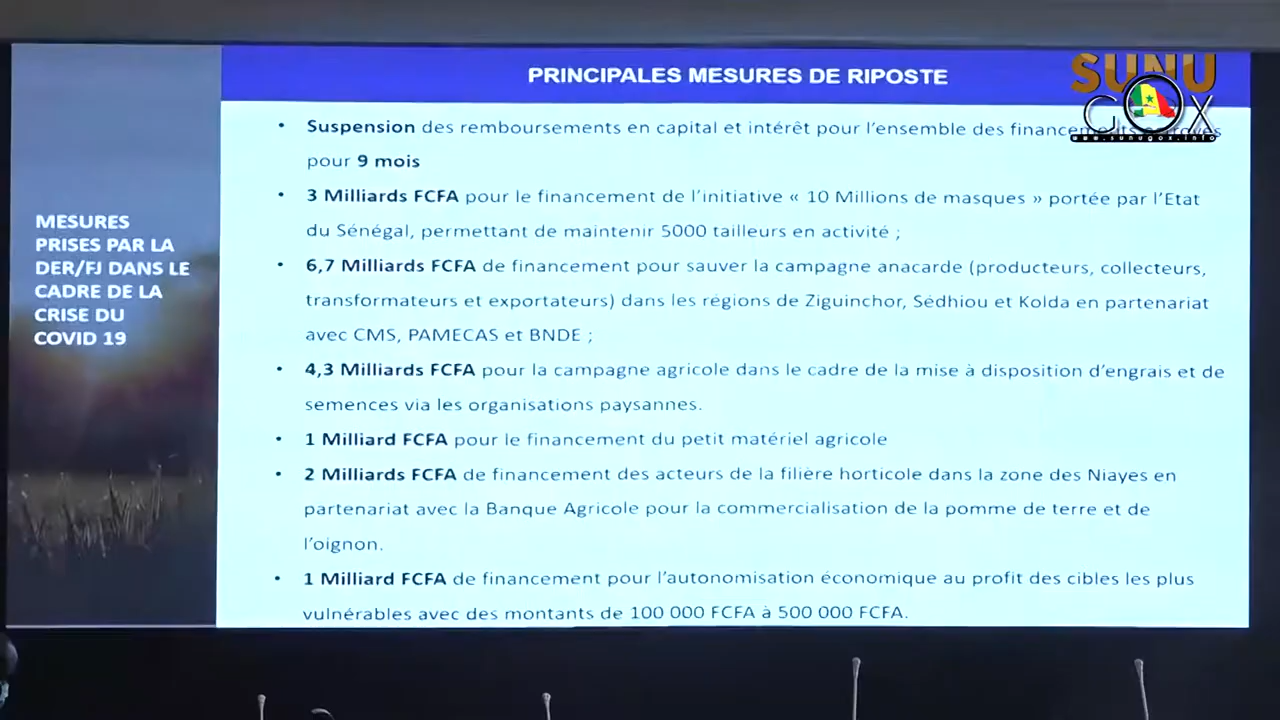 PRINCIPALES MESURES DE RIPOSTE
SUNU
GOX
www.sunugox.info
MESURES
PRISES PAR LA
DER/FJ DANS LE
CADRE DE LA
CRISE DU
COVID 19
• Suspension des remboursements en capital et intérêt pour l'ensemble des financements
pour 9 mois
• 3 Milliards FCFA pour le financement de l'initiative « 10 Millions de masques » portée par l'Etat
du Sénégal, permettant de maintenir 5000 tailleurs en activité ;
• 6,7 Milliards FCFA de financement pour sauver la campagne anacarde (producteurs, collecteurs,
transformateurs et exportateurs) dans les régions de Ziguinchor, Sédhiou et Kolda en partenariat
avec CMS, PAMECAS et BNDE ;
• 4,3 Milliards FCFA pour la campagne agricole dans le cadre de la mise à disposition d'engrais et de
semences via les organisations paysannes.
• 1 Milliard FCFA pour le financement du petit matériel agricole
• 2 Milliards FCFA de financement des acteurs de la filière horticole dans la zone des Niayes en
partenariat avec la Banque Agricole pour la commercialisation de la pomme de terre et de
l'oignon.
• 1 Milliard FCFA de financement pour l'autonomisation économique au profit des cibles les plus
vulnérables avec des montants de 100 000 FCFA à 500 000 FCFA.